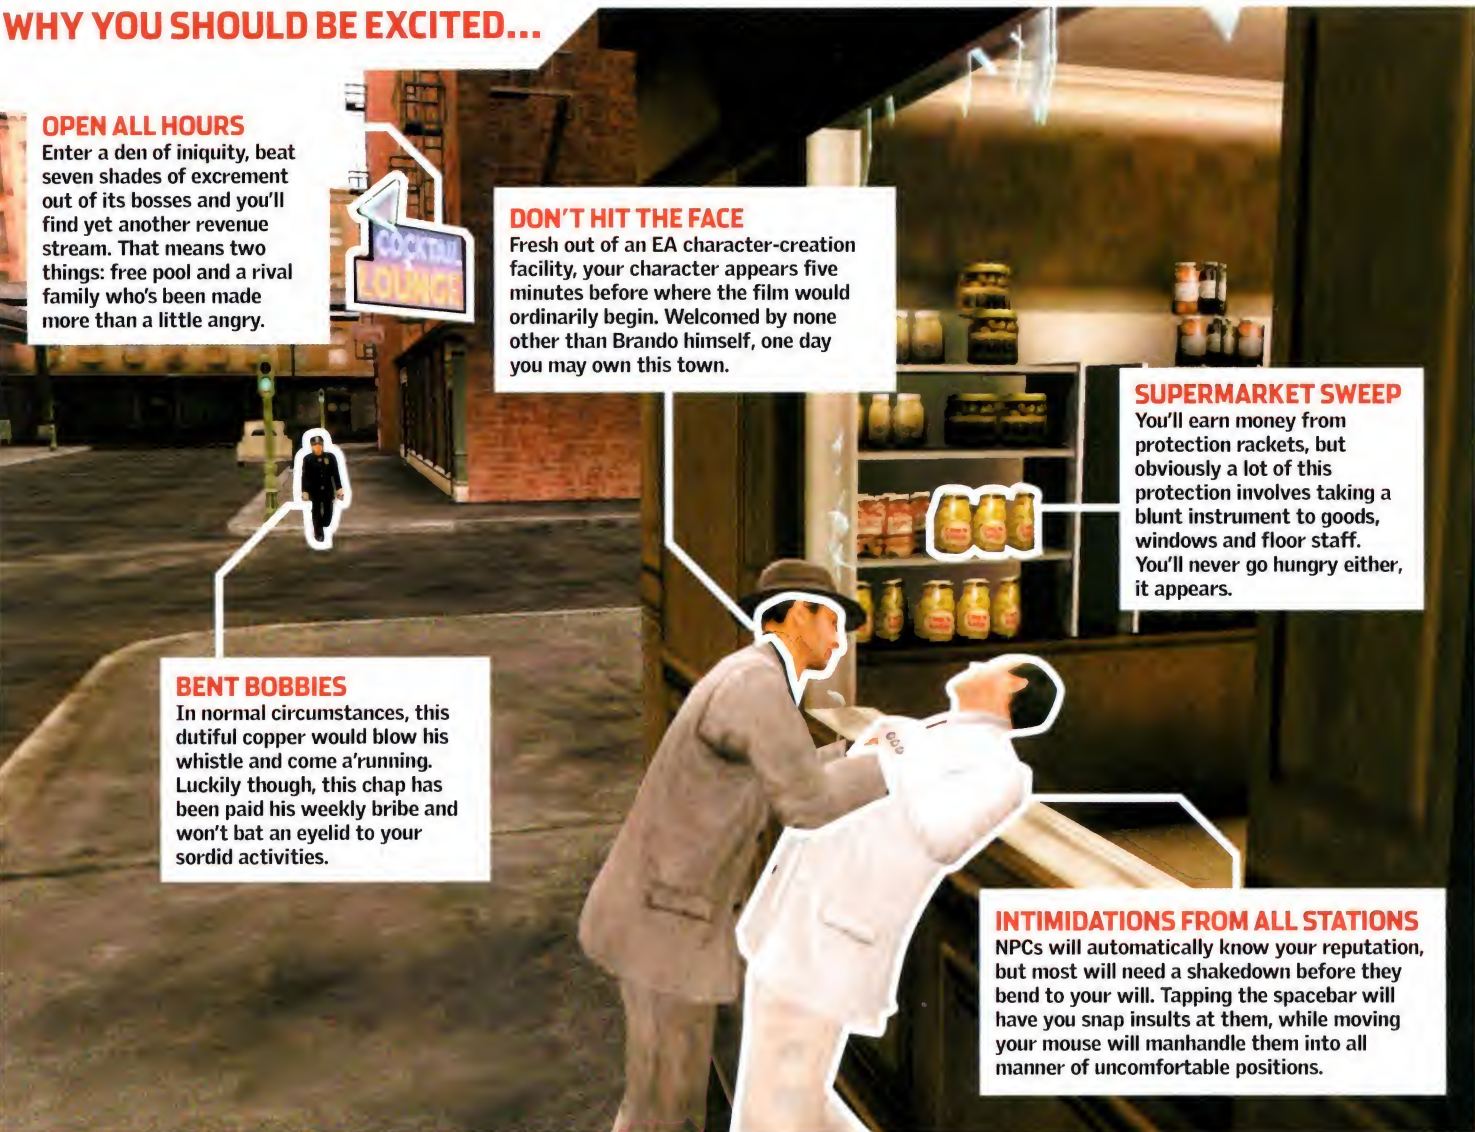 WHY YOU SHOULD BE EXCITED...
OPEN ALL HOURS
Enter a den of iniquity, beat
seven shades of excrement
out of its bosses and you'll
find yet another revenue
stream. That means two
things: free pool and a rival
family who's been made
more than a little angry.
COCKTAIL
LOUNGE
DON'T HIT THE FACE
Fresh out of an EA character-creation
facility, your character appears five
minutes before where the film would
ordinarily begin. Welcomed by none
other than Brando himself, one day
you may own this town.
SUPERMARKET SWEEP
You'll earn money from
protection rackets, but
obviously a lot of this
protection involves taking a
blunt instrument to goods,
windows and floor staff.
You'll never go hungry either,
it appears.
BENT BOBBIES
In normal circumstances, this
dutiful copper would blow his
whistle and come a'running.
Luckily though, this chap has
been paid his weekly bribe and
won't bat an eyelid to your
sordid activities.
INTIMIDATIONS FROM ALL STATIONS
NPCs will automatically know your reputation,
but most will need a shakedown before they
bend to your will. Tapping the spacebar will
have you snap insults at them, while moving
your mouse will manhandle them into all
manner of uncomfortable positions.